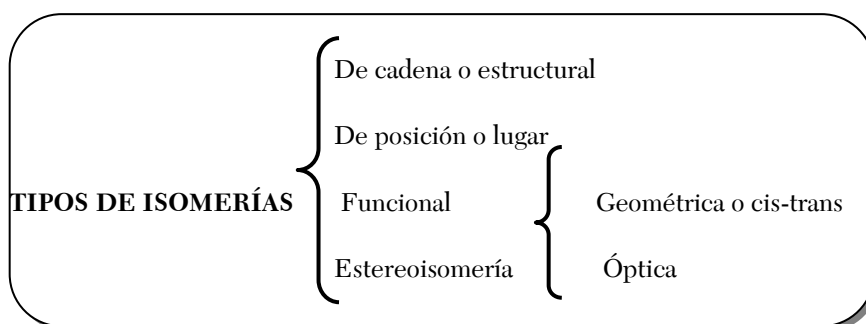 De cadena o estructural
De posición o lugar
TIPOS DE ISOMERÍAS
Funcional
Geométrica o cis-trans
Estereoisomería
Óptica